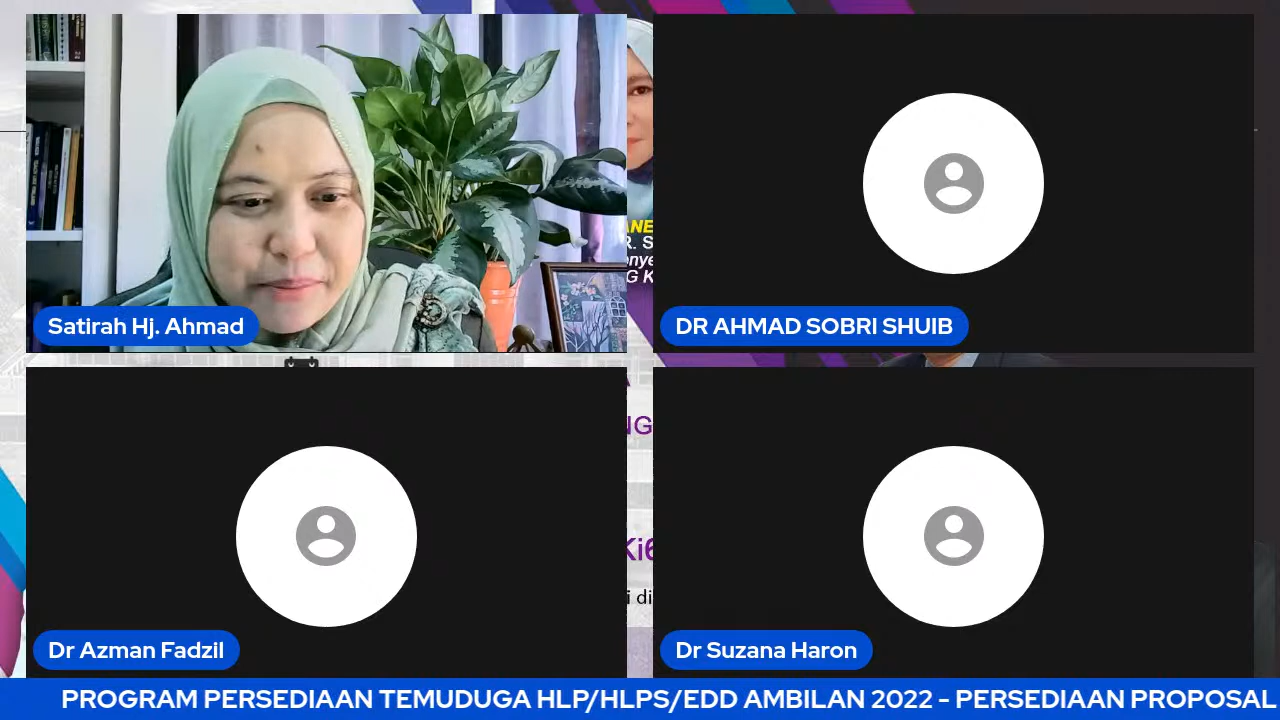 Satirah Hj. Ahmad
DR AHMAD SOBRI SHUIB
Dr Azman Fadzil
Dr Suzana Haron
PROGRAM PERSEDIAAN TEMUDUGA HLP/HLPS/EDD AMBILAN 2022 - PERSEDIAAN PROPOSAL